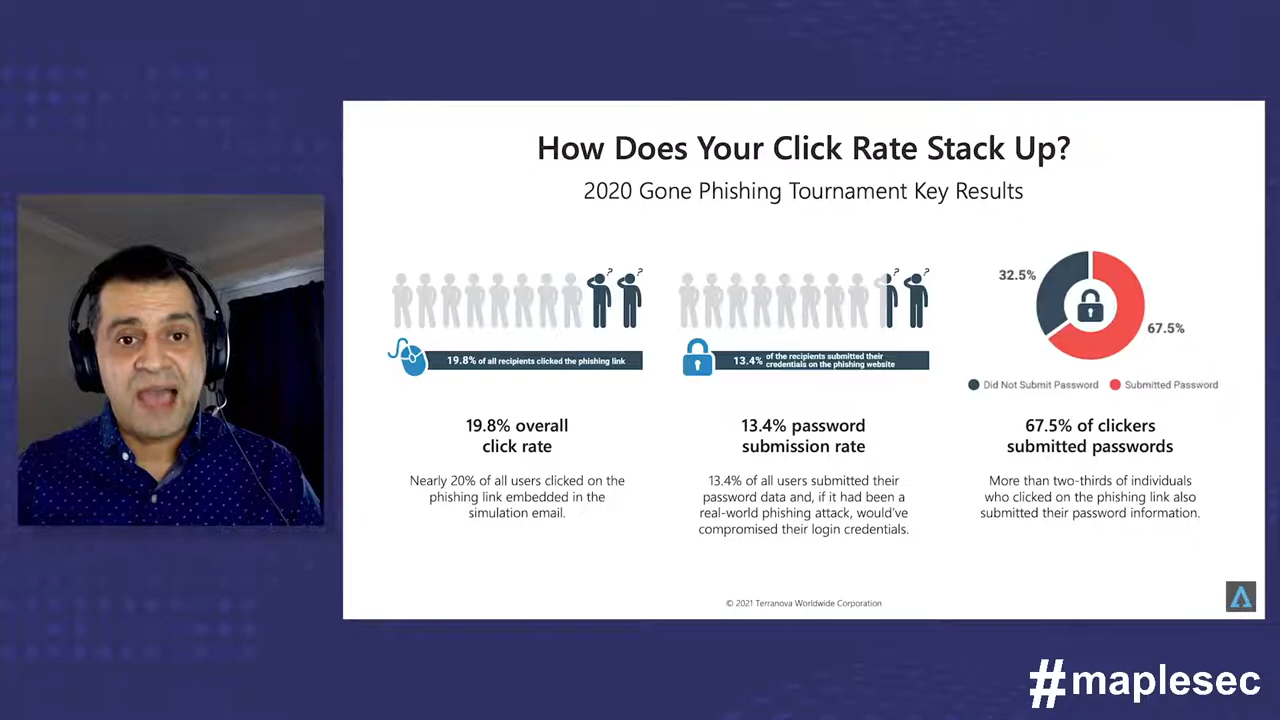 How Does Your Click Rate Stack Up?
2020 Gone Phishing Tournament Key Results
? ?
19.8% of all recipients clicked the phishing link
19.8% overall
click rate
Nearly 20% of all users clicked on the
phishing link embedded in the
simulation email.
? ?
13.4% of the recipients submitted their
credentials on the phishing website
13.4% password
submission rate
13.4% of all users submitted their
password data and, if it had been a
real-world phishing attack, would've
compromised their login credentials.
32.5%
67.5%
Did Not Submit Password Submitted Password
67.5% of clickers
submitted passwords
More than two-thirds of individuals
who clicked on the phishing link also
submitted their password information.
© 2021 Terranova Worldwide Corporation
#maplesec